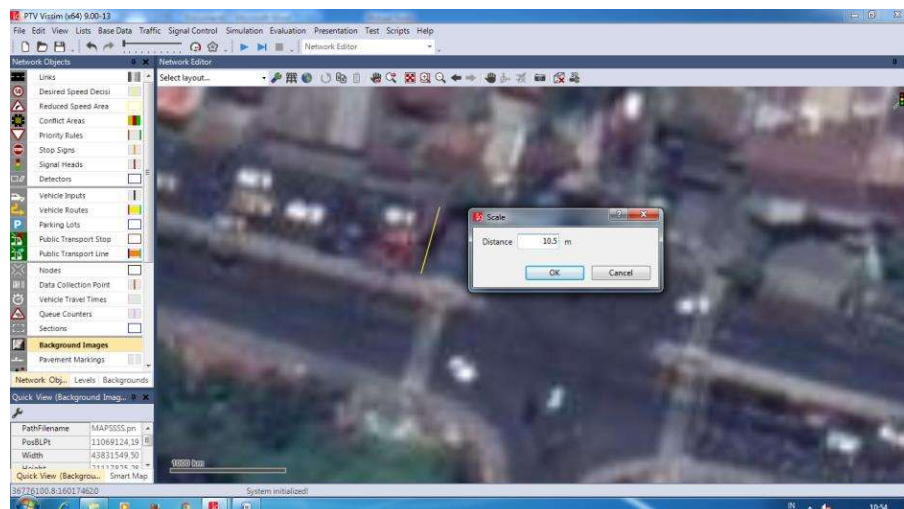 PTV Vissim (x64) 9.00-13
File Edit View Lists Base Data Traffic Signal Control Simulation Evaluation Presentation Test Scripts Help
Network Editor
Network Objects
Network Editor
Select layout...
Links
Desired Speed Decisi
Reduced Speed Area
Conflict Areas
Priority Rules
Stop Signs
Signal Heads
Detectors
Vehicle Inputs
Vehicle Routes
Parking Lots
Public Transport Stop
Public Transport Line
Nodes
Data Collection Point
Vehicle Travel Times
Queue Counters
Sections
Background Images
Pavement Markings
Network Obj... Levels Backgrounds
Scale
Distance 10.5 m
OK Cancel
Quick View (Background Imag...
PathFilename MAPSSSS.pn
PosBLPt 11069124,19
Width 43831549,50
Quick View (Backgrou... Smart Map
1000 km
System initialized!
IN 10:54